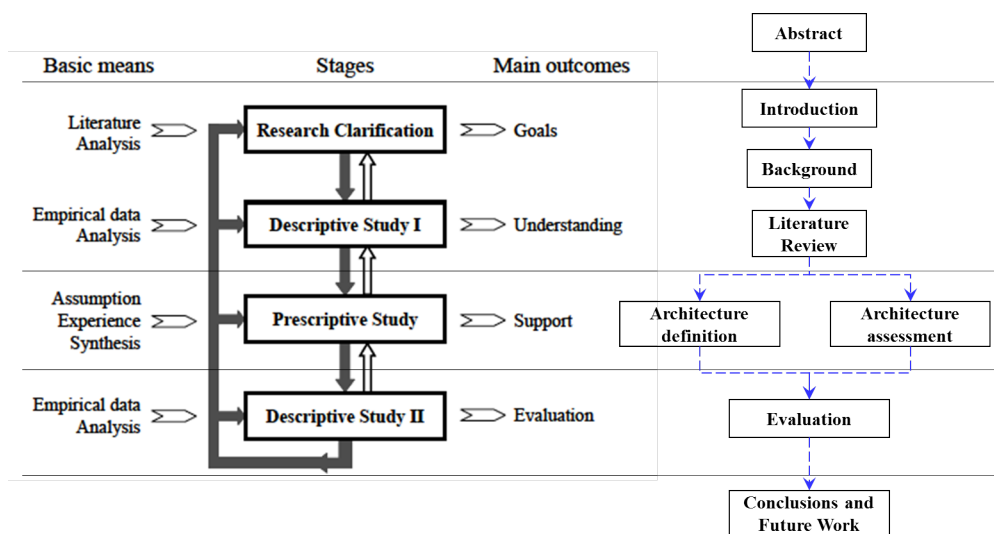 Basic means
Stages
Main outcomes
Literature
Analysis
Research Clarification
Goals
Empirical data
Analysis
Descriptive Study I
Understanding
Assumption
Experience
Synthesis
Prescriptive Study
Support
Empirical data
Analysis
Descriptive Study II
Evaluation
Abstract
Introduction
Background
Literature
Review
Architecture
definition
Architecture
assessment
Evaluation
Conclusions and
Future Work